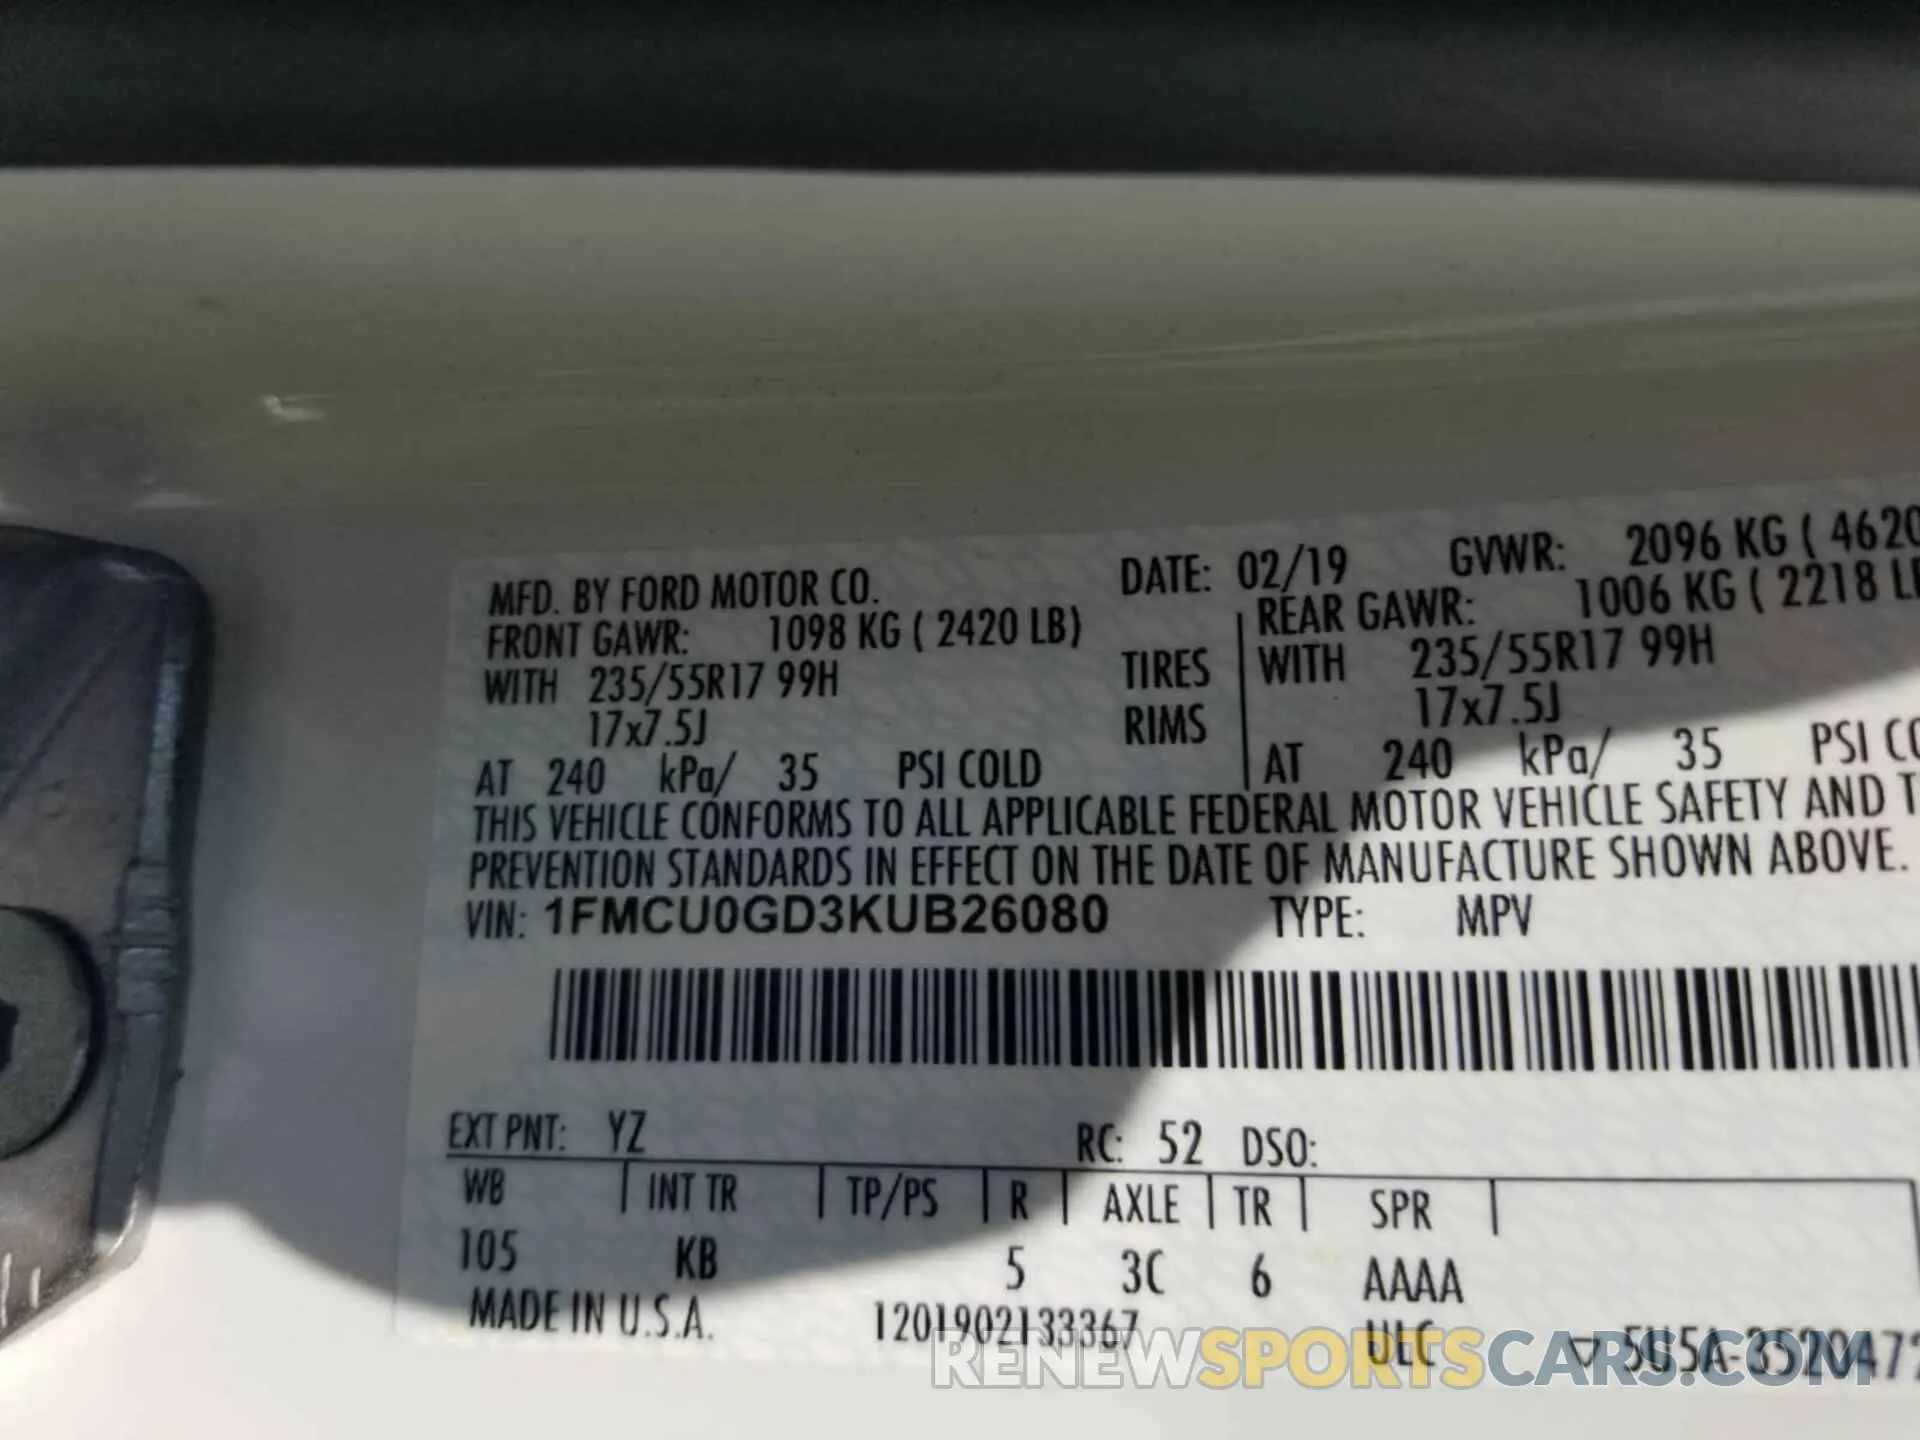 MFD. BY FORD MOTOR CO. DATE: 02/19 GVWR: 2096 KG ( 4620
FRONT GAWR: 1098 KG ( 2420 LB) REAR GAWR: 1006 KG ( 2218 L
WITH 235/55R17 99H TIRES WITH 235/55R17 99H
17x7.5J RIMS 17x7.5J
AT 240 kPa/ 35 PSI COLD AT 240 kPa/ 35 PSI CO
THIS VEHICLE CONFORMS TO ALL APPLICABLE FEDERAL MOTOR VEHICLE SAFETY AND T
PREVENTION STANDARDS IN EFFECT ON THE DATE OF MANUFACTURE SHOWN ABOVE.
VIN: 1FMCU0GD3KUB26080 TYPE: MPV
EXT PNT: YZ RC: 52 DSO:
WB INT TR TP/PS R AXLE TR SPR
105 KB 5 3C 6 AAAA
MADE IN U.S.A. 1201902133367 ULC 5U5A-3520472
RENEWSPORTSCARS.COM